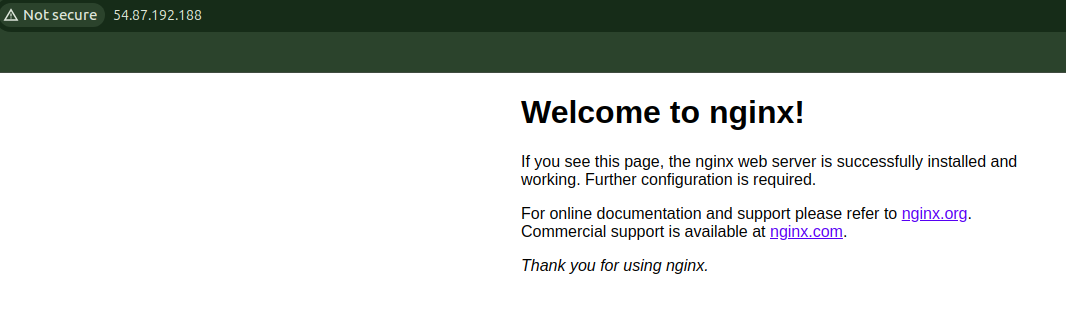 Not secure 54.87.192.188
Welcome to nginx!
If you see this page, the nginx web server is successfully installed and
working. Further configuration is required.
For online documentation and support please refer to nginx.org.
Commercial support is available at nginx.com.
Thank you for using nginx.